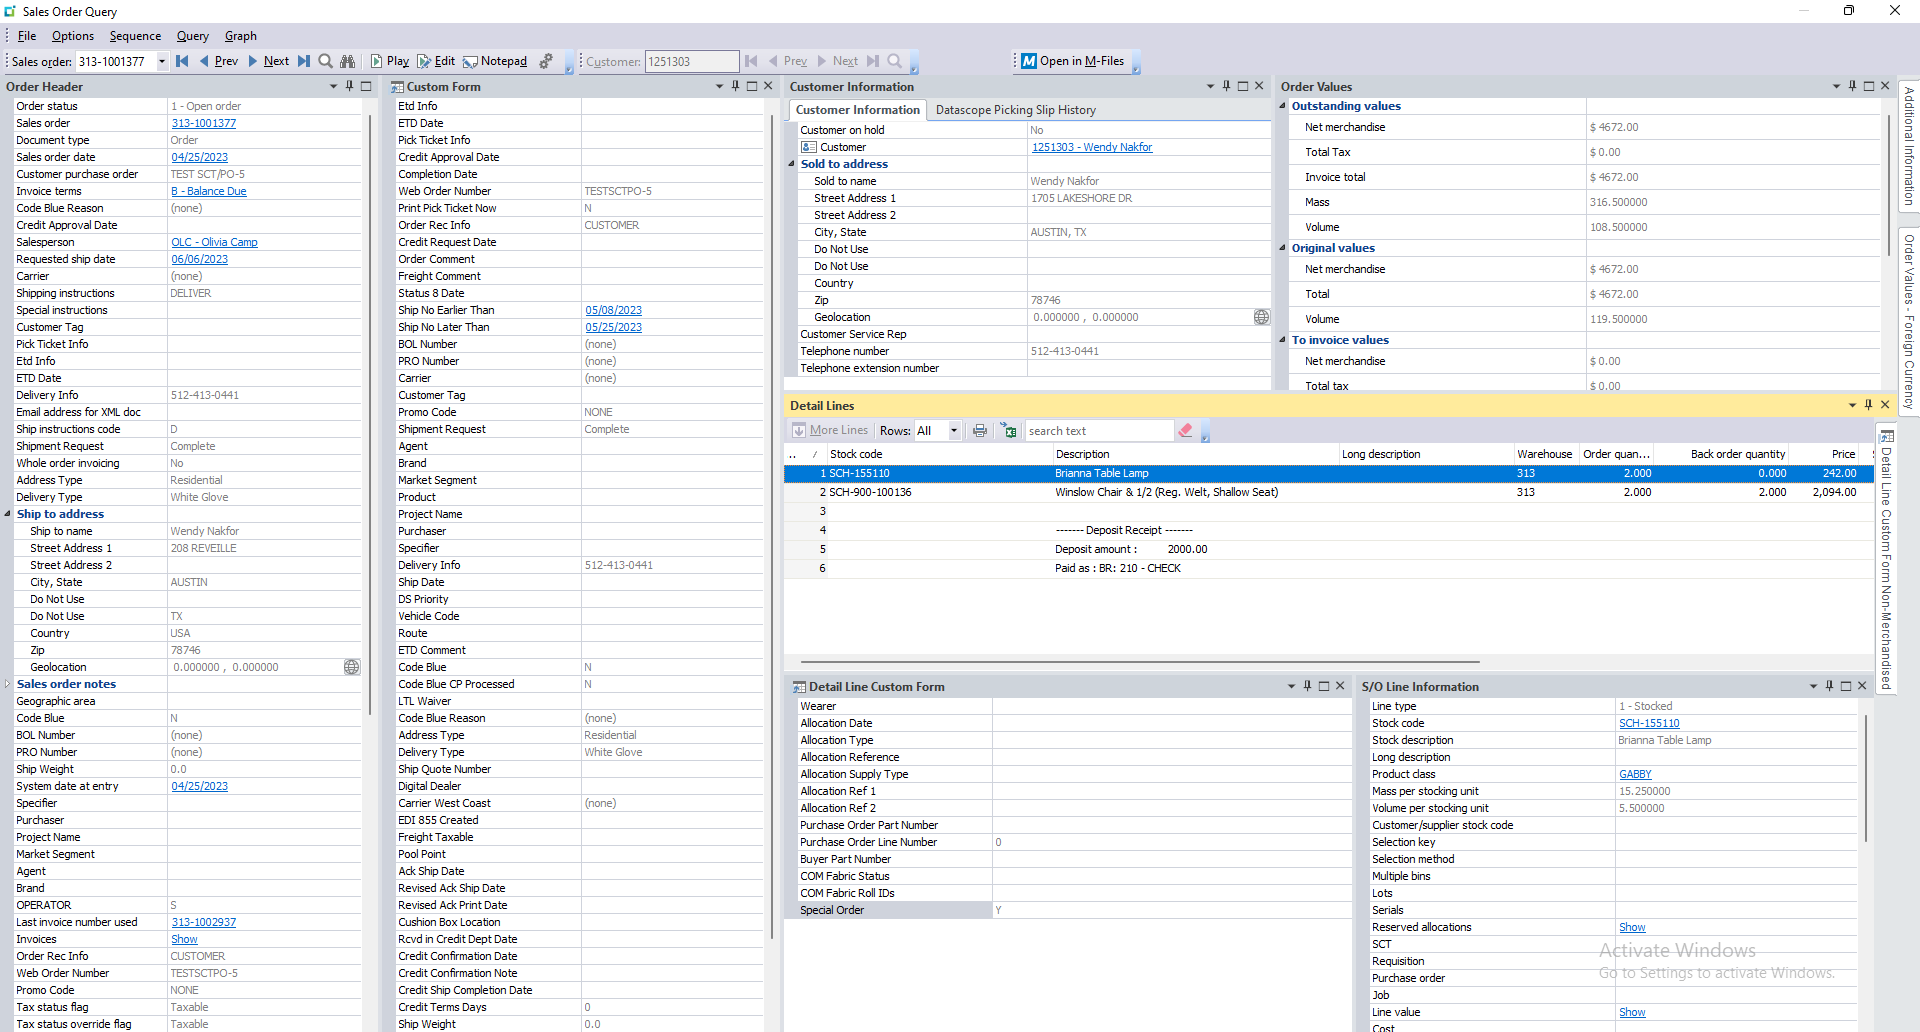 Sales Order Query
File Options Sequence Query Graph
Sales order: 313-1001377 Prev Next Play Edit Notepad Customer: 1251303 Prev Next Open in M-Files
Order Header
Order status 1 - Open order
Sales order 313-1001377
Document type Order
Sales order date 04/25/2023
Customer purchase order TEST SCT/PO-5
Invoice terms B - Balance Due
Code Blue Reason (none)
Credit Approval Date
Salesperson OLC - Olivia Camp
Requested ship date 06/06/2023
Carrier (none)
Shipping instructions DELIVER
Special instructions
Customer Tag
Pick Ticket Info
Etd Info
ETD Date
Delivery Info 512-413-0441
Email address for XML doc
Ship instructions code D
Shipment Request Complete
Whole order invoicing No
Address Type Residential
Delivery Type White Glove
Ship to address
Ship to name Wendy Nakfor
Street Address 1 208 REVEILLE
Street Address 2
City, State AUSTIN
Do Not Use
Do Not Use TX
Country USA
Zip 78746
Geolocation 0.000000 , 0.000000
Sales order notes
Geographic area
Code Blue N
BOL Number (none)
PRO Number (none)
Ship Weight 0.0
System date at entry 04/25/2023
Specifier
Purchaser
Project Name
Market Segment
Agent
Brand
OPERATOR S
Last invoice number used 313-1002937
Invoices Show
Order Rec Info CUSTOMER
Web Order Number TESTSCTPO-5
Promo Code NONE
Tax status flag Taxable
Tax status override flag Taxable
Custom Form
Etd Info
ETD Date
Pick Ticket Info
Credit Approval Date
Completion Date
Web Order Number TESTSCTPO-5
Print Pick Ticket Now N
Order Rec Info CUSTOMER
Credit Request Date
Order Comment
Freight Comment
Status 8 Date
Ship No Earlier Than 05/08/2023
Ship No Later Than 05/25/2023
BOL Number (none)
PRO Number (none)
Carrier (none)
Customer Tag
Promo Code NONE
Shipment Request Complete
Agent
Brand
Market Segment
Product
Project Name
Purchaser
Specifier
Delivery Info 512-413-0441
Ship Date
DS Priority
Vehicle Code
Route
ETD Comment
Code Blue N
Code Blue CP Processed N
LTL Waiver
Code Blue Reason (none)
Address Type Residential
Delivery Type White Glove
Ship Quote Number
Digital Dealer
Carrier West Coast (none)
EDI 855 Created
Freight Taxable
Pool Point
Ack Ship Date
Revised Ack Ship Date
Revised Ack Print Date
Cushion Box Location
Rcvd in Credit Dept Date
Credit Confirmation Date
Credit Confirmation Note
Credit Ship Completion Date
Credit Terms Days 0
Ship Weight 0.0
Customer Information
Customer Information Datascope Picking Slip History
Customer on hold No
Customer 1251303 - Wendy Nakfor
Sold to address
Sold to name Wendy Nakfor
Street Address 1 1705 LAKESHORE DR
Street Address 2
City, State AUSTIN, TX
Do Not Use
Do Not Use
Country
Zip 78746
Geolocation 0.000000 , 0.000000
Customer Service Rep
Telephone number 512-413-0441
Telephone extension number
Order Values
Outstanding values
Net merchandise $ 4672.00
Total Tax $ 0.00
Invoice total $ 4672.00
Mass 316.500000
Volume 108.500000
Original values
Net merchandise $ 4672.00
Total $ 4672.00
Volume 119.500000
To invoice values
Net merchandise $ 0.00
Total tax $ 0.00
Additional Information
Order Values - Foreign Currency
Detail Lines
More Lines Rows: All search text
.. / Stock code Description Long description Warehouse Order quan... Back order quantity Price
1 SCH-155110 Brianna Table Lamp 313 2.000 0.000 242.00
2 SCH-900-100136 Winslow Chair & 1/2 (Reg. Welt, Shallow Seat) 313 2.000 2.000 2,094.00
3
4 ------- Deposit Receipt -------
5 Deposit amount : 2000.00
6 Paid as : BR: 210 - CHECK
Detail Line Custom Form Non-Merchandised
Detail Line Custom Form
Wearer
Allocation Date
Allocation Type
Allocation Reference
Allocation Supply Type
Allocation Ref 1
Allocation Ref 2
Purchase Order Part Number
Purchase Order Line Number 0
Buyer Part Number
COM Fabric Status
COM Fabric Roll IDs
Special Order Y
S/O Line Information
Line type 1 - Stocked
Stock code SCH-155110
Stock description Brianna Table Lamp
Long description
Product class GABBY
Mass per stocking unit 15.250000
Volume per stocking unit 5.500000
Customer/supplier stock code
Selection key
Selection method
Multiple bins
Lots
Serials
Reserved allocations Show
SCT
Requisition
Purchase order
Job
Line value Show
Cost
Activate Windows
Go to Settings to activate Windows.